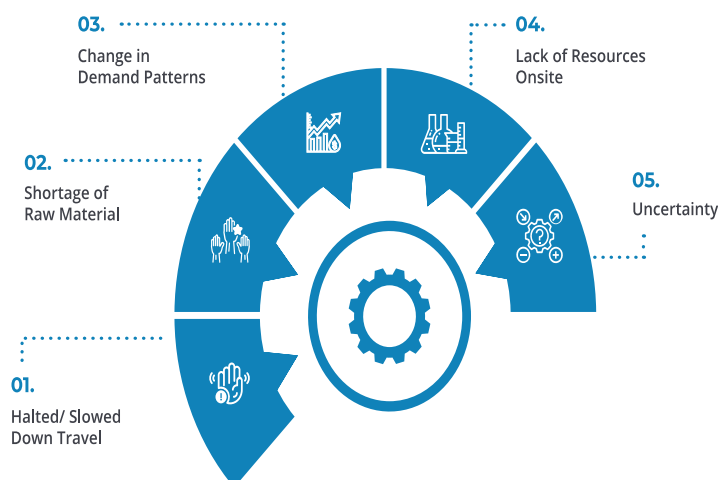 03.
Change in
Demand Patterns
04.
Lack of Resources
Onsite
02.
Shortage of
Raw Material
05.
Uncertainty
01.
Halted/ Slowed
Down Travel